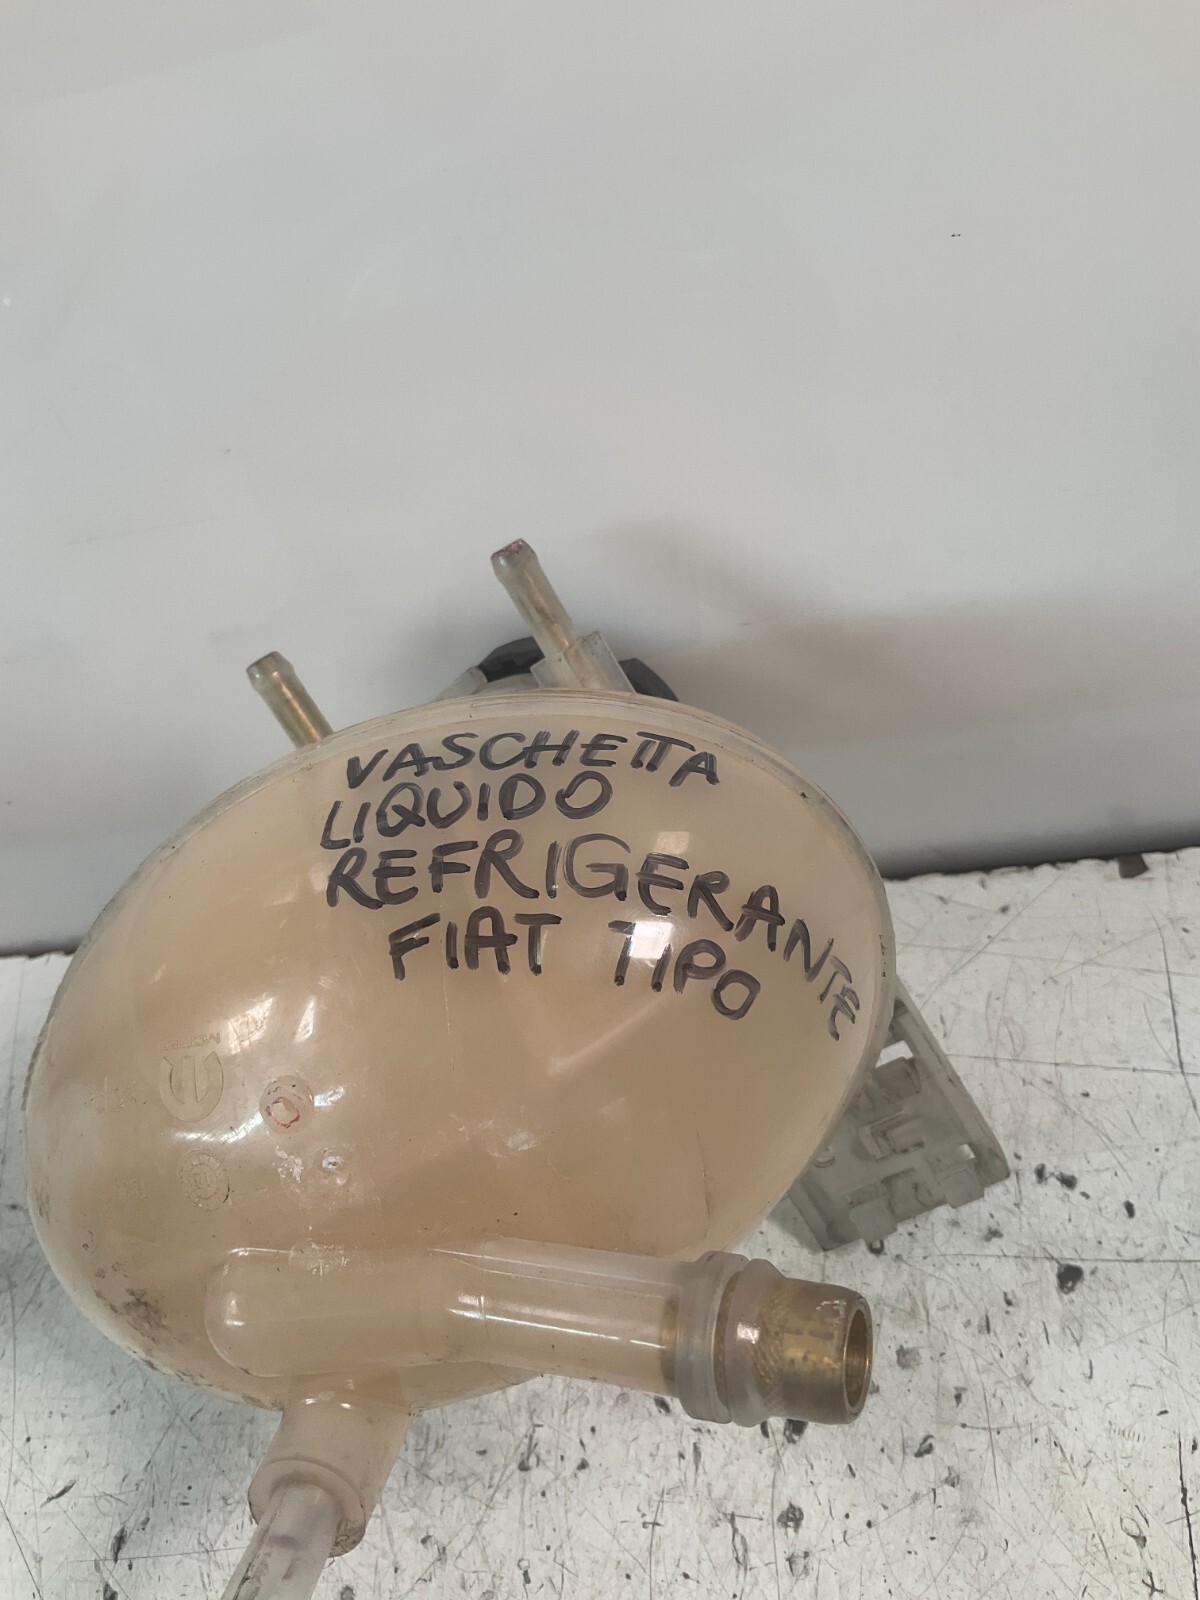 VASCHETTA
LIQUIDO
REFRIGERANTE
FIAT TIPO